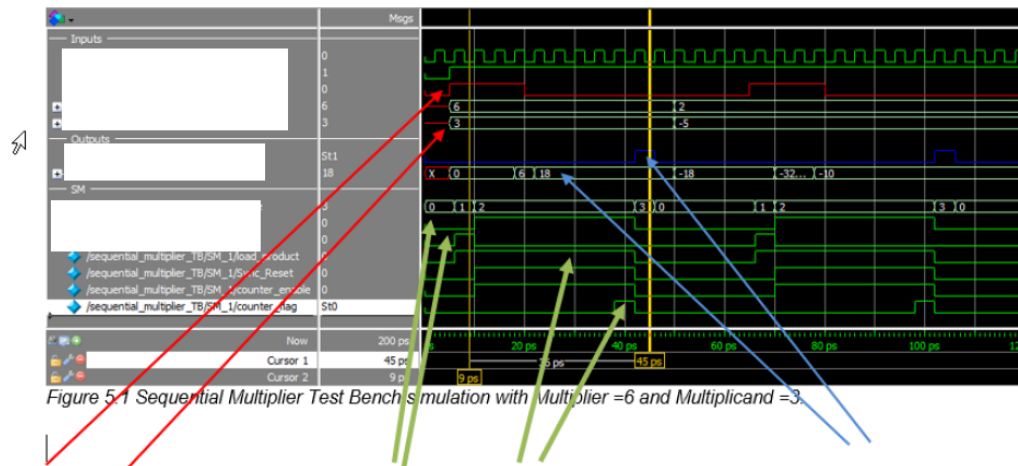 Msgs
Inputs
0
1
0
6 6 2
3 3 -5
Outputs
St1
18 X 0 6 18 -18 -32... -10
SM
3 0 1 2 3 0 1 2 3 0
0
0
/sequential_multiplier_TB/SM_1/load_product 0
/sequential_multiplier_TB/SM_1/Sync_Reset 0
/sequential_multiplier_TB/SM_1/counter_enable 0
/sequential_multiplier_TB/SM_1/counter_flag St0
Now 200 ps 20 ps 40 ps 60 ps 80 ps 100 ps
Cursor 1 45 ps 36 ps 45 ps
Cursor 2 9 ps 9 ps
Figure 5.1 Sequential Multiplier Test Bench simulation with Multiplier =6 and Multiplicand =3.